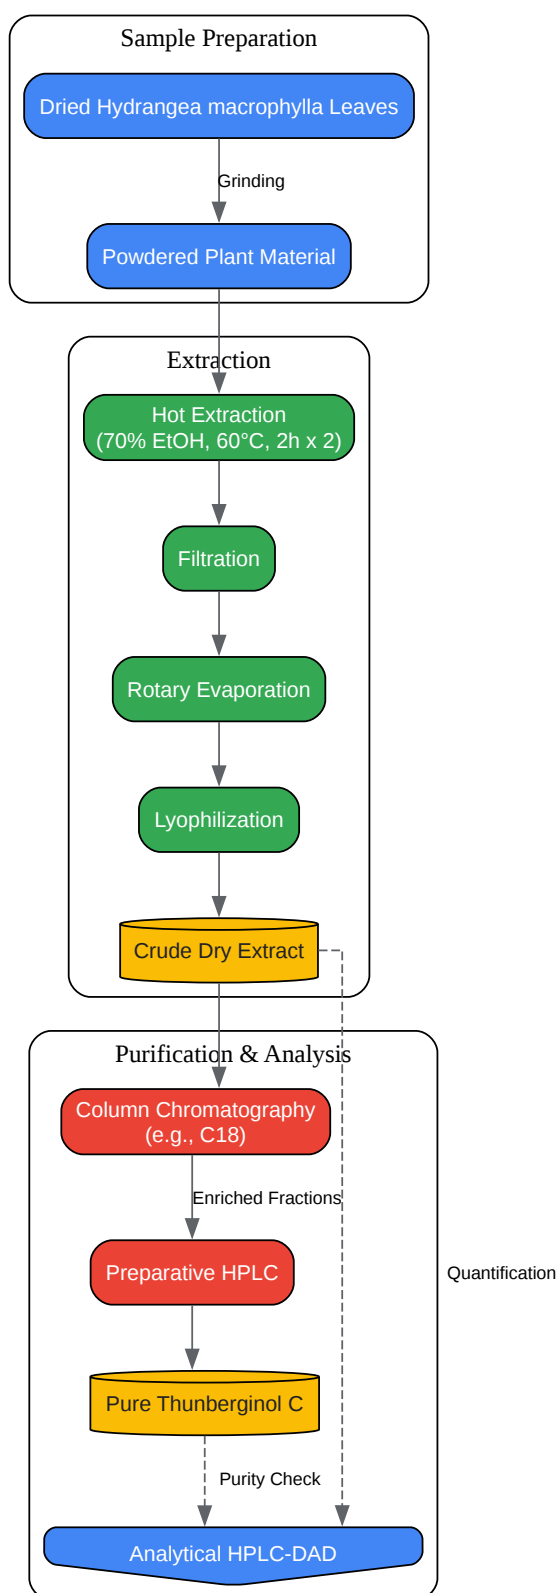 Sample Preparation
Dried Hydrangea macrophylla Leaves
Grinding
Powdered Plant Material
Extraction
Hot Extraction
(70% EtOH, 60°C, 2h x 2)
Filtration
Rotary Evaporation
Lyophilization
Crude Dry Extract
Purification & Analysis
Column Chromatography
(e.g., C18)
Enriched Fractions
Preparative HPLC
Quantification
Pure Thunberginol C
Purity Check
Analytical HPLC-DAD